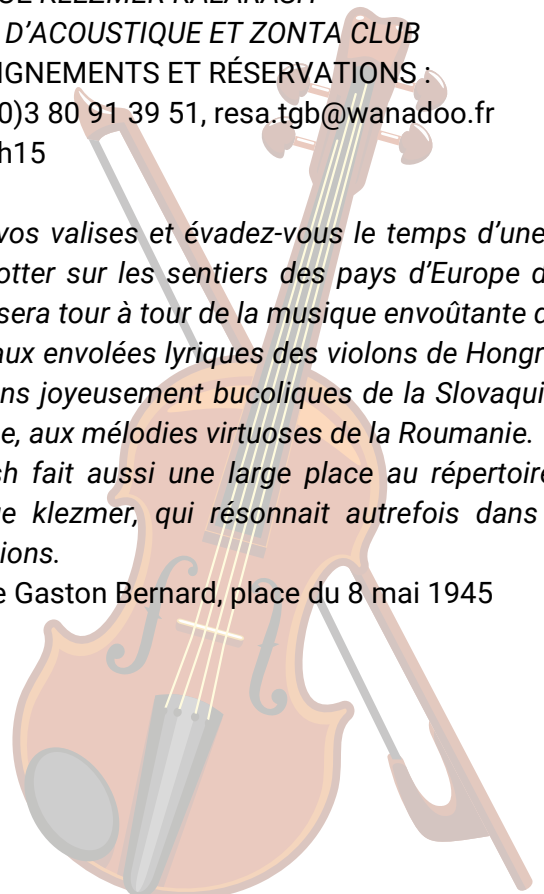 KLEZMER KALARASH
D’ACOUSTIQUE ET ZONTA CLUB
IGNEMENTS ET RÉSERVATIONS :
0)3 80 91 39 51, resa.tgb@wanadoo.fr
h15
vos valises et évadez-vous le temps d’une
otter sur les sentiers des pays d’Europe d
sera tour à tour de la musique envoûtante d
aux envolées lyriques des violons de Hongr
ns joyeusement bucoliques de la Slovaqui
e, aux mélodies virtuoses de la Roumanie.
sh fait aussi une large place au répertoire
e klezmer, qui résonnait autrefois dans
ions.
e Gaston Bernard, place du 8 mai 1945